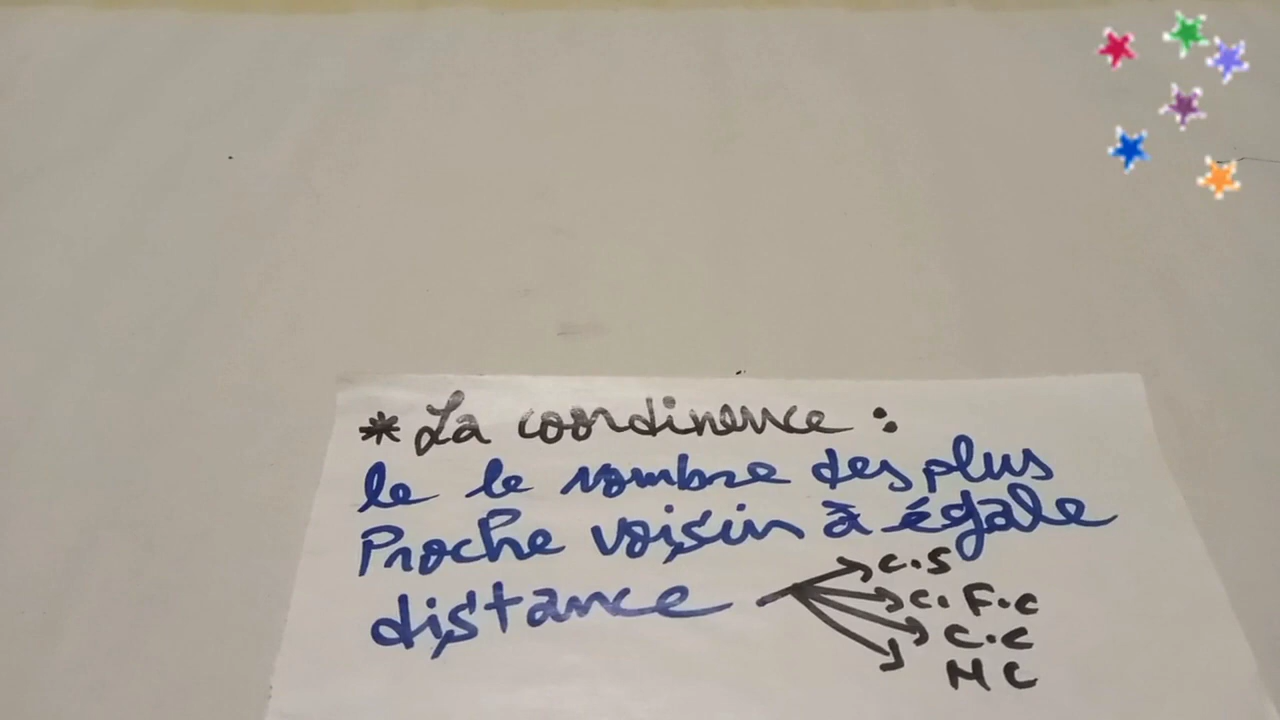 * La coordinence :
le le nombre des plus
Proche voisin à égale
distance → C.S
→ C.F.C
→ C.C
→ H C